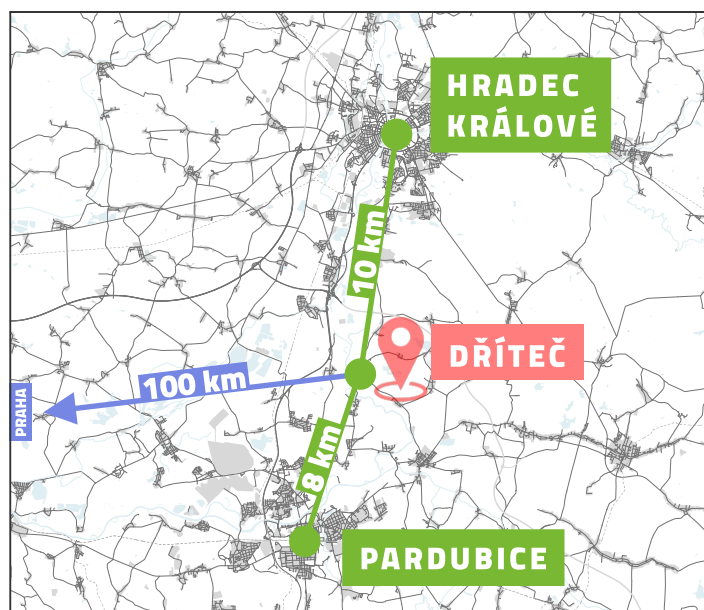 HRADEC
KRÁLOVÉ
10 km
DŘÍTEČ
100 km
PRAHA
8 km
PARDUBICE